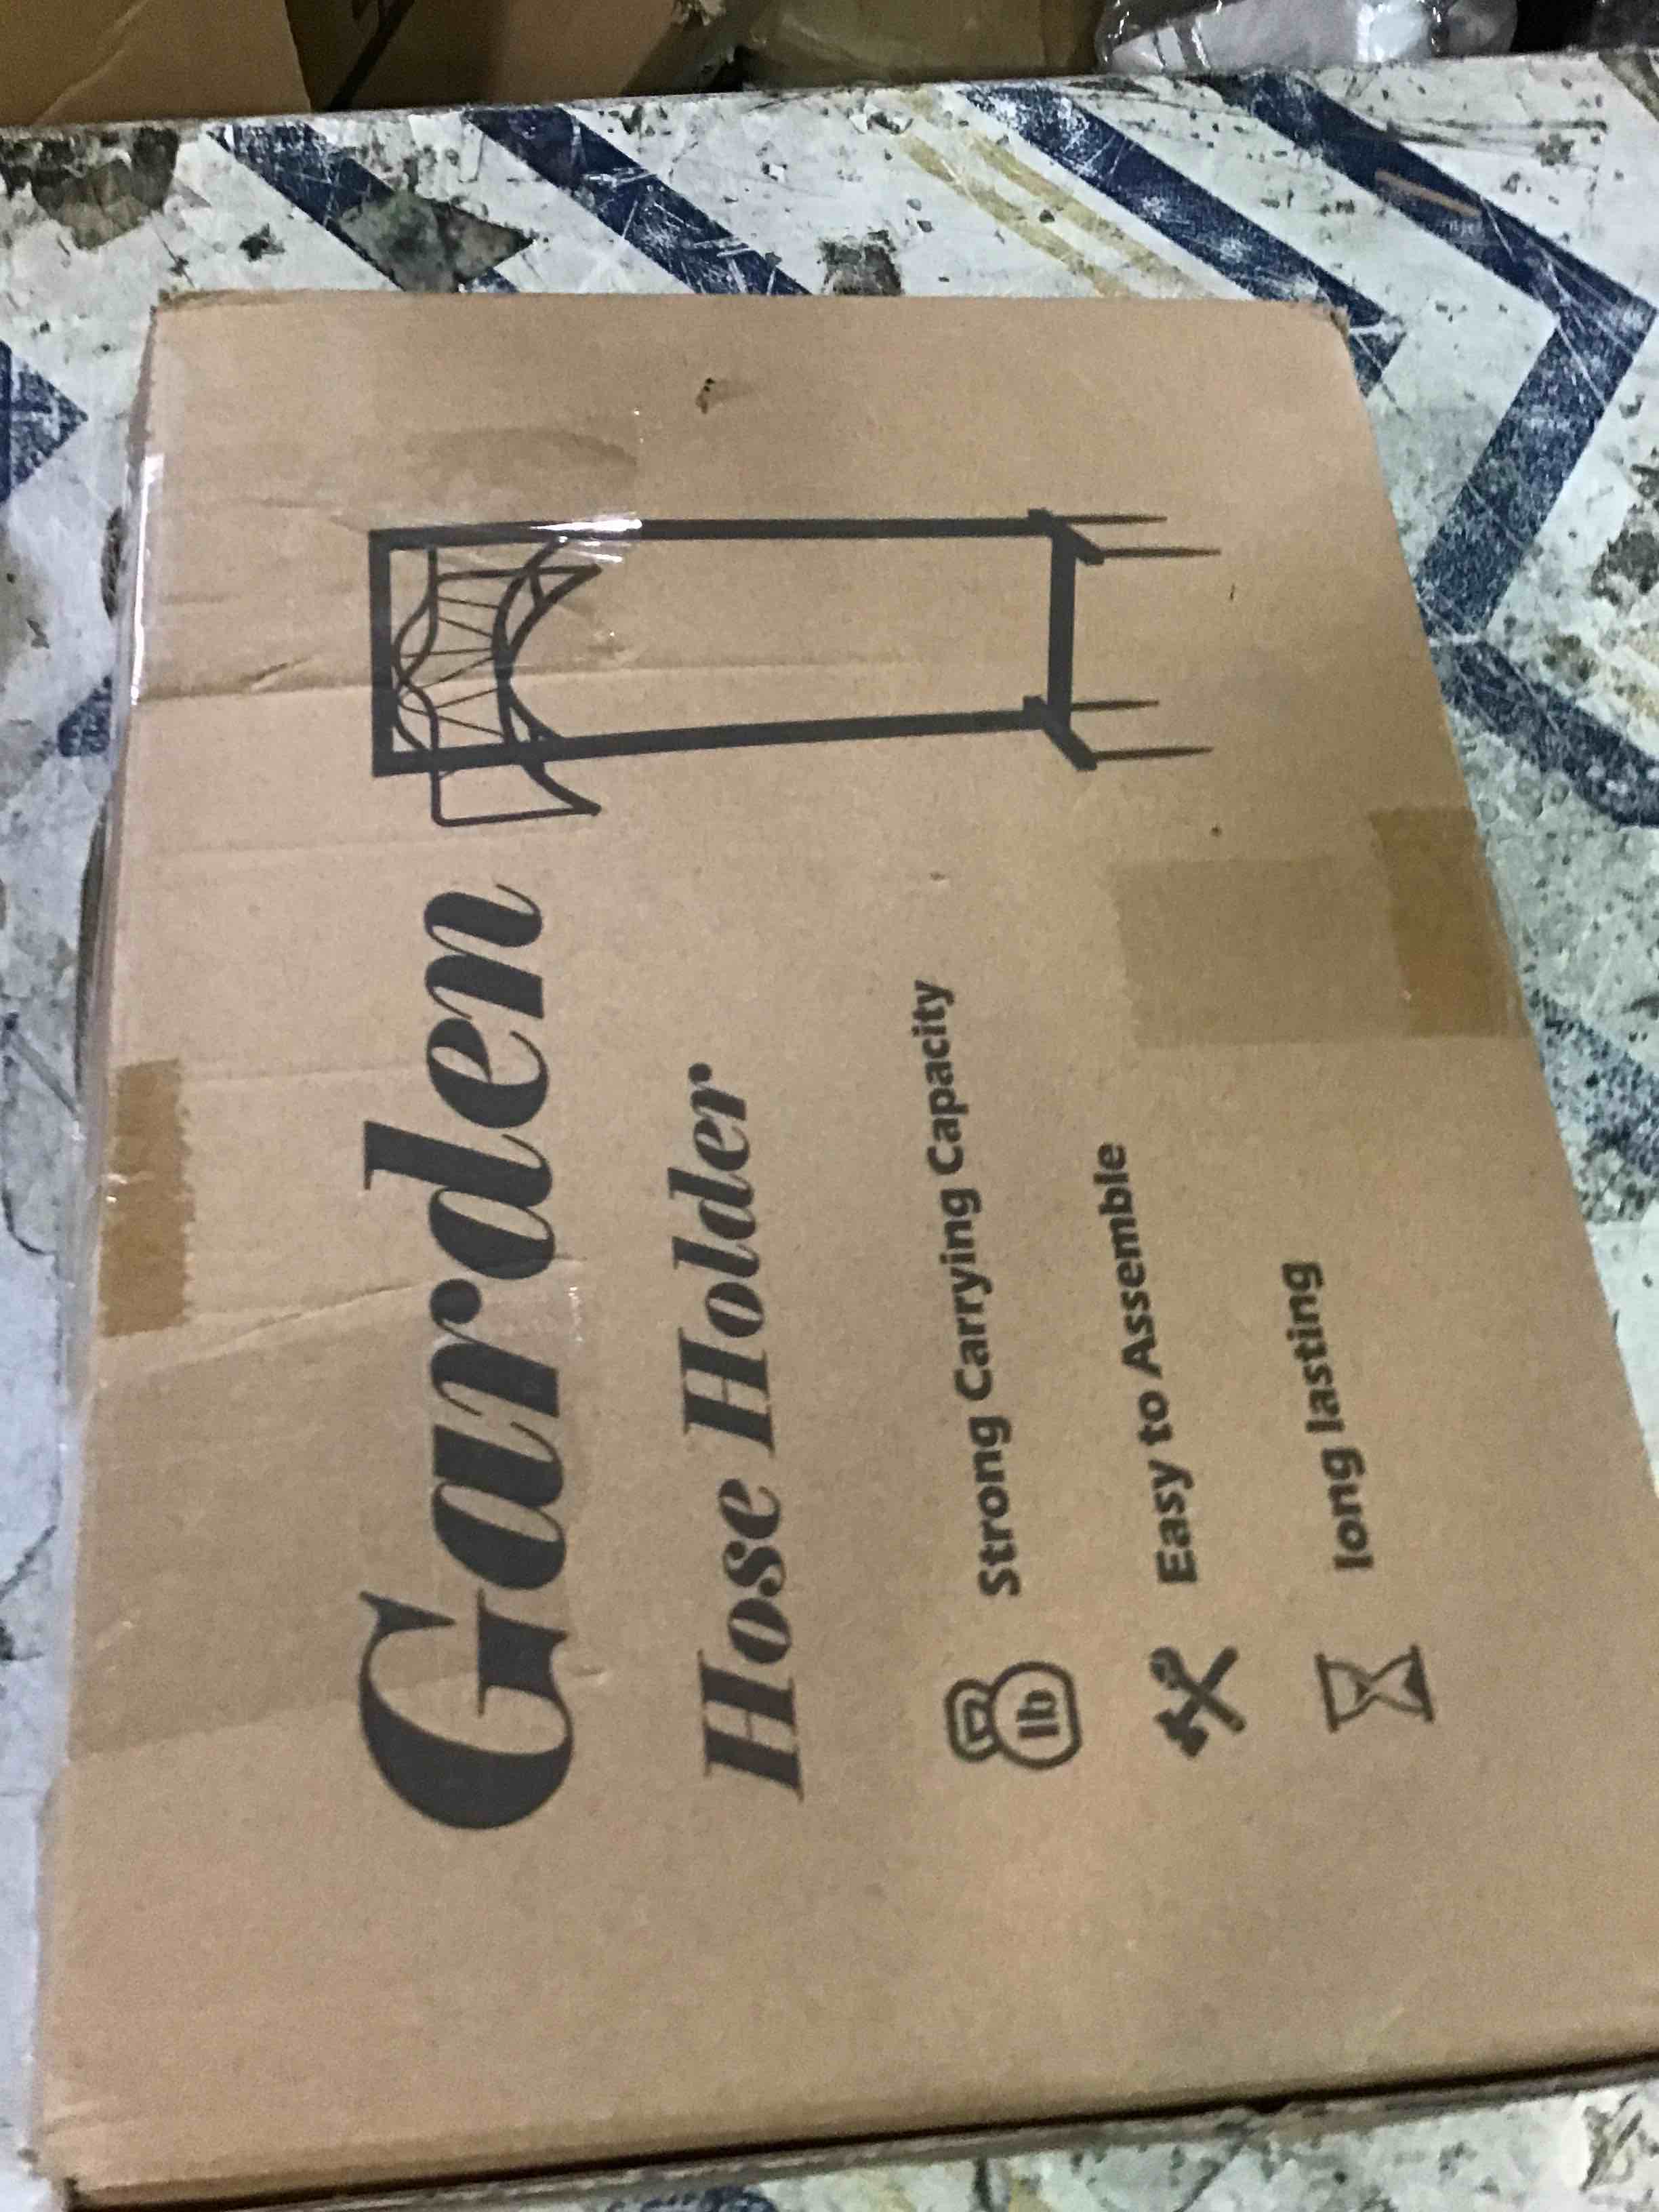 Garden
Hose Holder
lb Strong Carrying Capacity
Easy to Assemble
long lasting